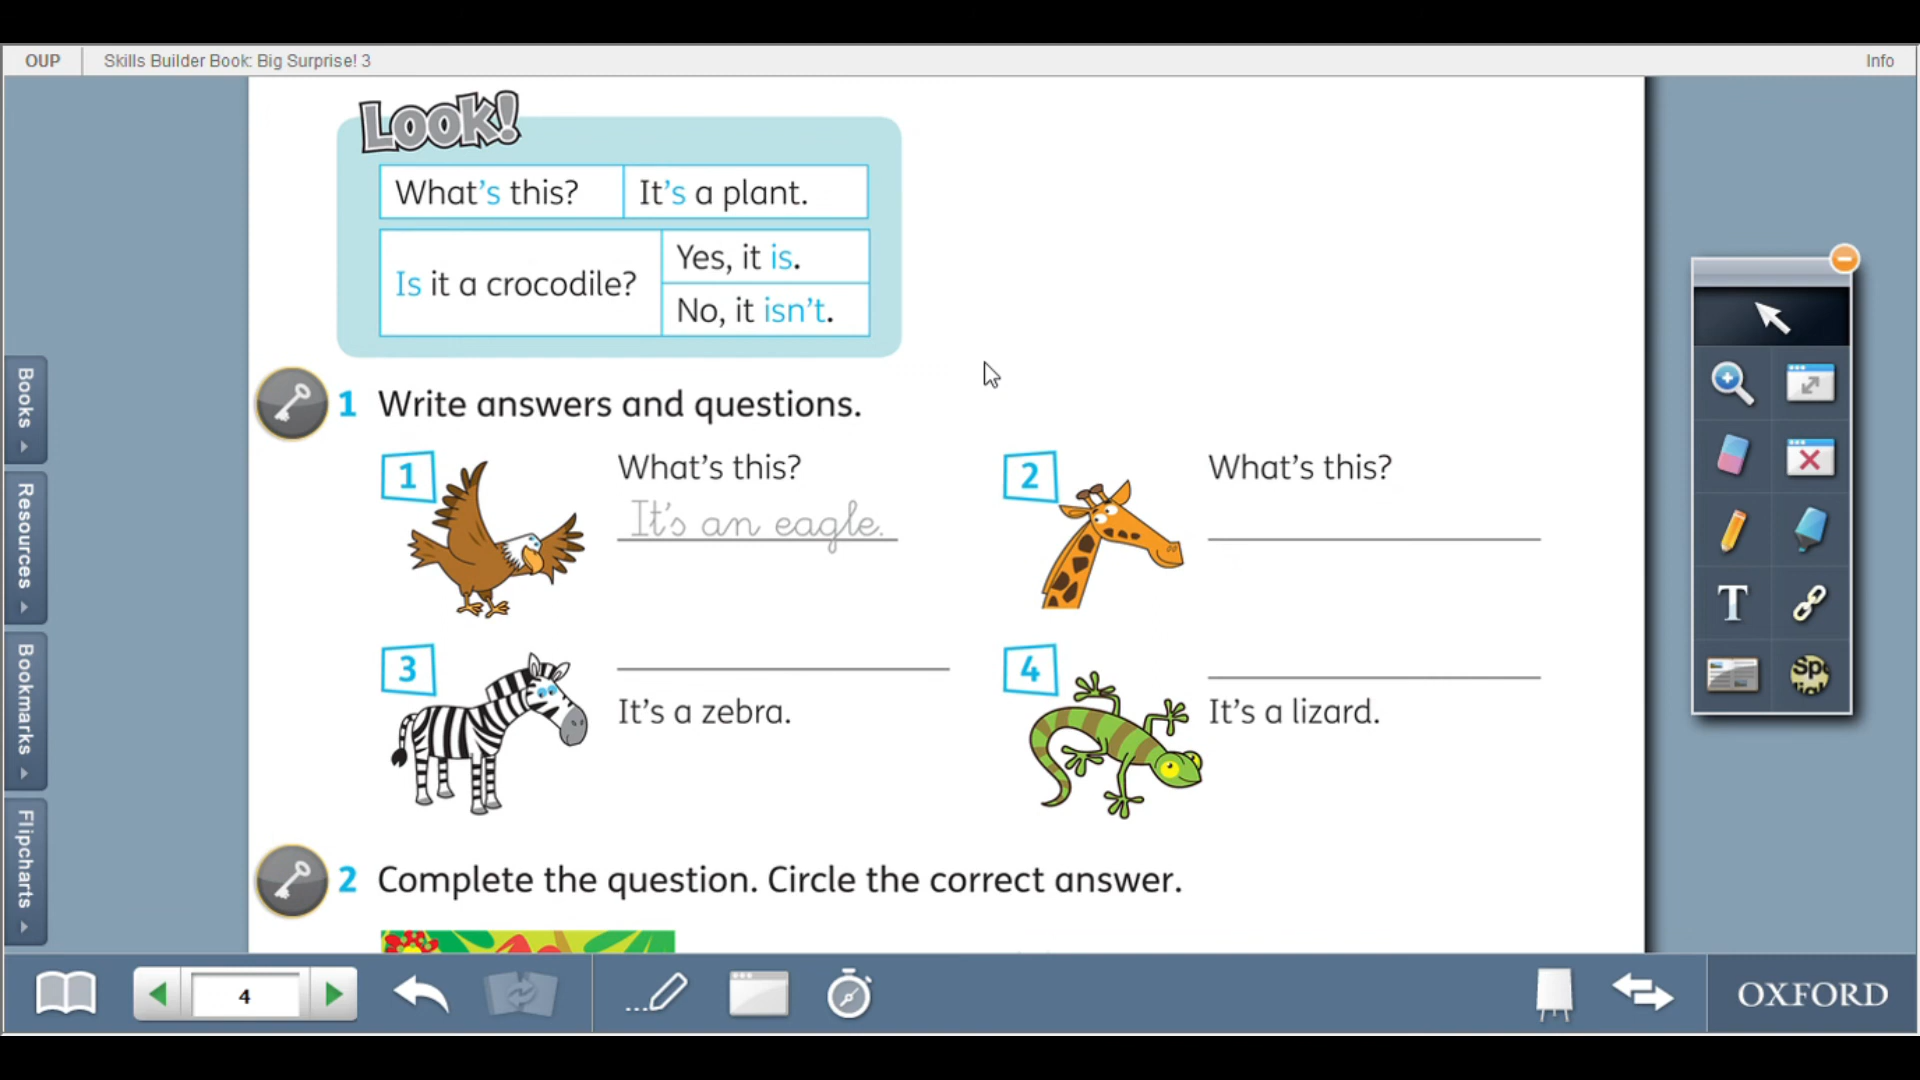 OUP
Skills Builder Book: Big Surprise! 3
Info
Look!
What's this?
It's a plant.
Is it a crocodile?
Yes, it is.
No, it isn't.
1 Write answers and questions.
1
What's this?
It's an eagle.
2
What's this?
3
It's a zebra.
4
It's a lizard.
2 Complete the question. Circle the correct answer.
Books
Resources
Bookmarks
Flipcharts
T
4
OXFORD